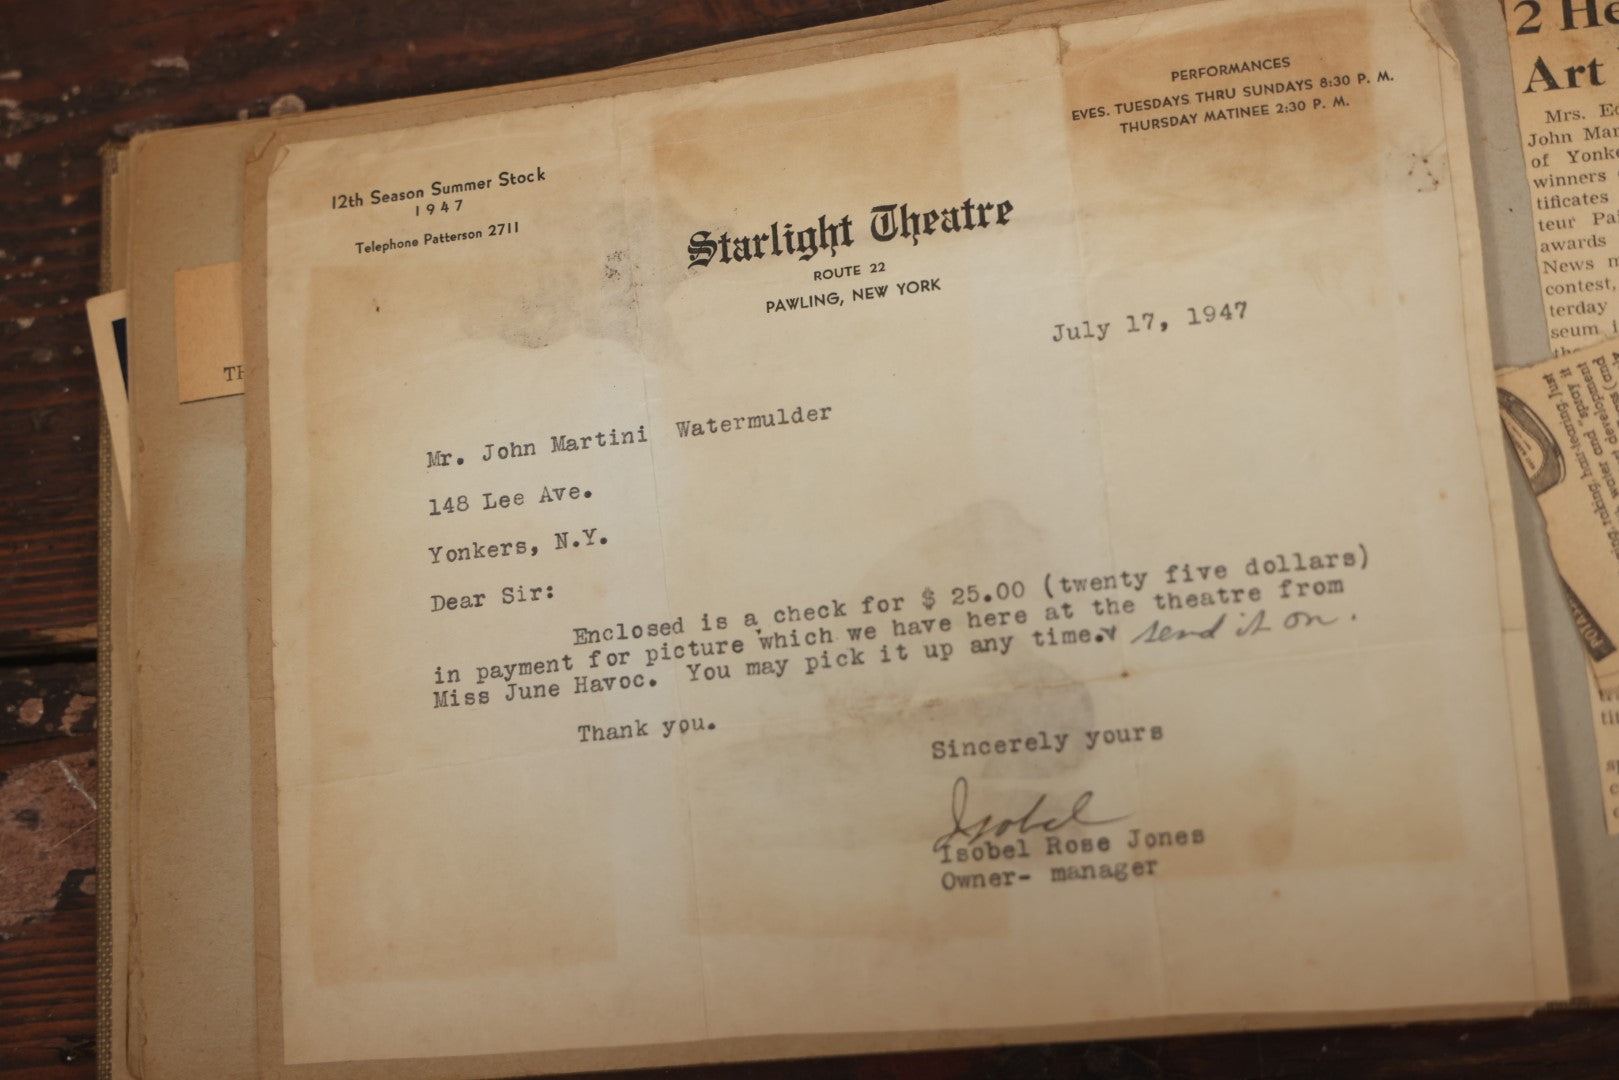 12th Season Summer Stock
1947
Telephone Patterson 2711
PERFORMANCES
EVES. TUESDAYS THRU SUNDAYS 8:30 P. M.
THURSDAY MATINEE 2:30 P. M.
Starlight Theatre
ROUTE 22
PAWLING, NEW YORK
July 17, 1947
Mr. John Martini Watermulder
148 Lee Ave.
Yonkers, N.Y.
Dear Sir:
Enclosed is a check for $ 25.00 (twenty five dollars)
in payment for picture which we have here at the theatre from
Miss June Havoc. You may pick it up any time. send it on.
Thank you.
Sincerely yours
Isobel
Isobel Rose Jones
Owner- manager
TH
2 He
Art
Mrs. Ed
John Mar
of Yonke
winners
tificates
teur Pa
awards
News m
contest,
terday
seum i
the